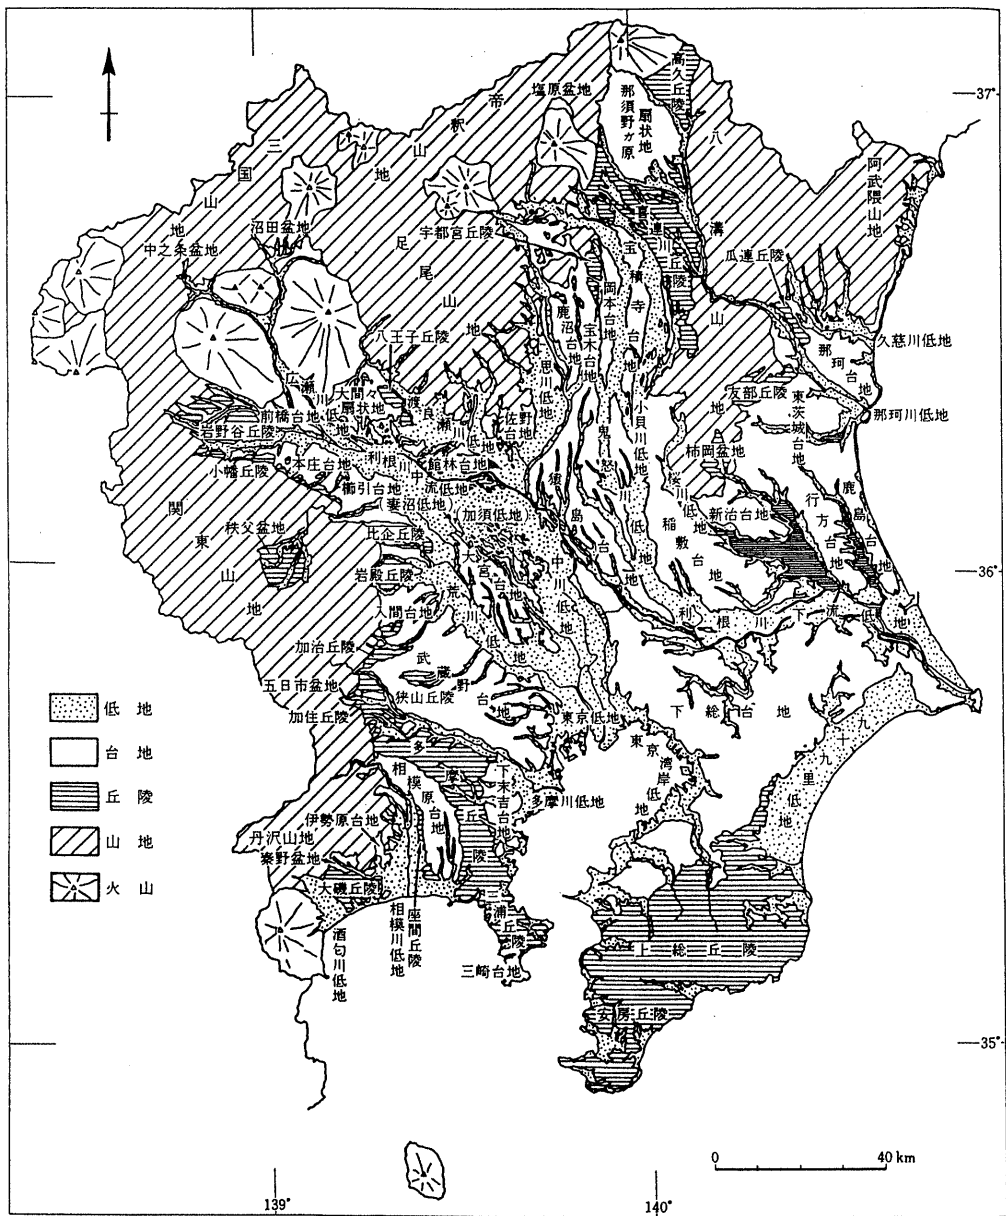 高久丘陵
塩原盆地
那須野ガ原
扇状地
37°
帝釈山地
八溝山地
阿武隈山地
三国山地
沼田盆地
中之条盆地
足尾山地
宇都宮丘陵
喜連川丘陵
宝積寺台地
岡本台地
宝木台地
鹿沼台地
思川低地
瓜連丘陵
久慈川低地
那珂台地
那珂川低地
友部丘陵
東茨城台地
八王子丘陵
広瀬川低地
大間々扇状地
渡良瀬川低地
佐野台地
前橋台地
岩野谷丘陵
小幡丘陵
本庄台地
櫛引台地
利根川中流低地
館林台地
(妻沼低地)
(加須低地)
鬼怒川低地
小貝川低地
猿島台地
桜川低地
柿岡盆地
新治台地
稲敷台地
行方台地
鹿島台地
関東山地
秩父盆地
比企丘陵
岩殿丘陵
入間台地
大宮台地
荒川低地
中川低地
36°
利根川下流低地
加治丘陵
武蔵野台地
狭山丘陵
五日市盆地
加住丘陵
下総台地
九十九里低地
東京低地
東京湾岸低地
多摩丘陵
相模原台地
下末吉台地
多摩川低地
伊勢原台地
丹沢山地
秦野盆地
大磯丘陵
酒匂川低地
相模川低地
座間丘陵
三浦丘陵
三崎台地
上総丘陵
安房丘陵
35°
低地
台地
丘陵
山地
火山
0
40 km
139°
140°